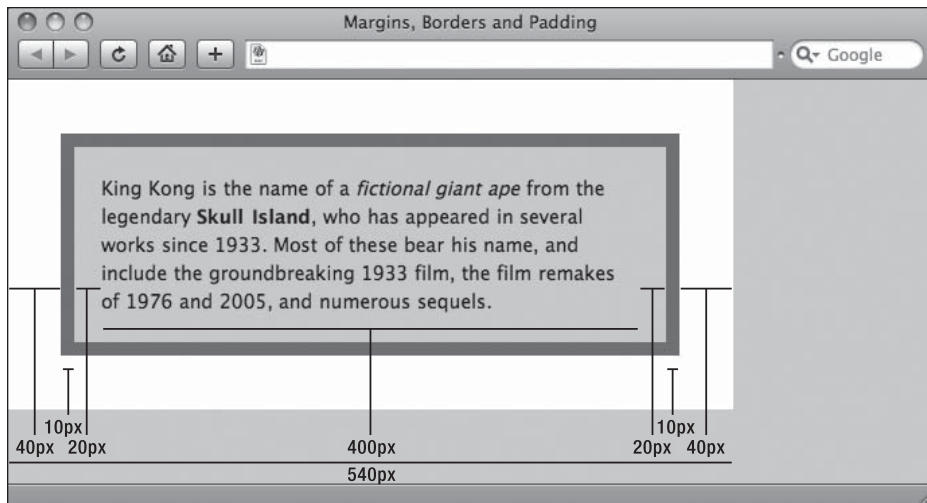 Margins, Borders and Padding
Google
King Kong is the name of a fictional giant ape from the
legendary Skull Island, who has appeared in several
works since 1933. Most of these bear his name, and
include the groundbreaking 1933 film, the film remakes
of 1976 and 2005, and numerous sequels.
10px 10px
40px 20px 400px 20px 40px
540px